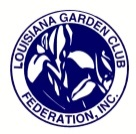 LOUISIANA GARDEN CLUB
FEDERATION, INC.